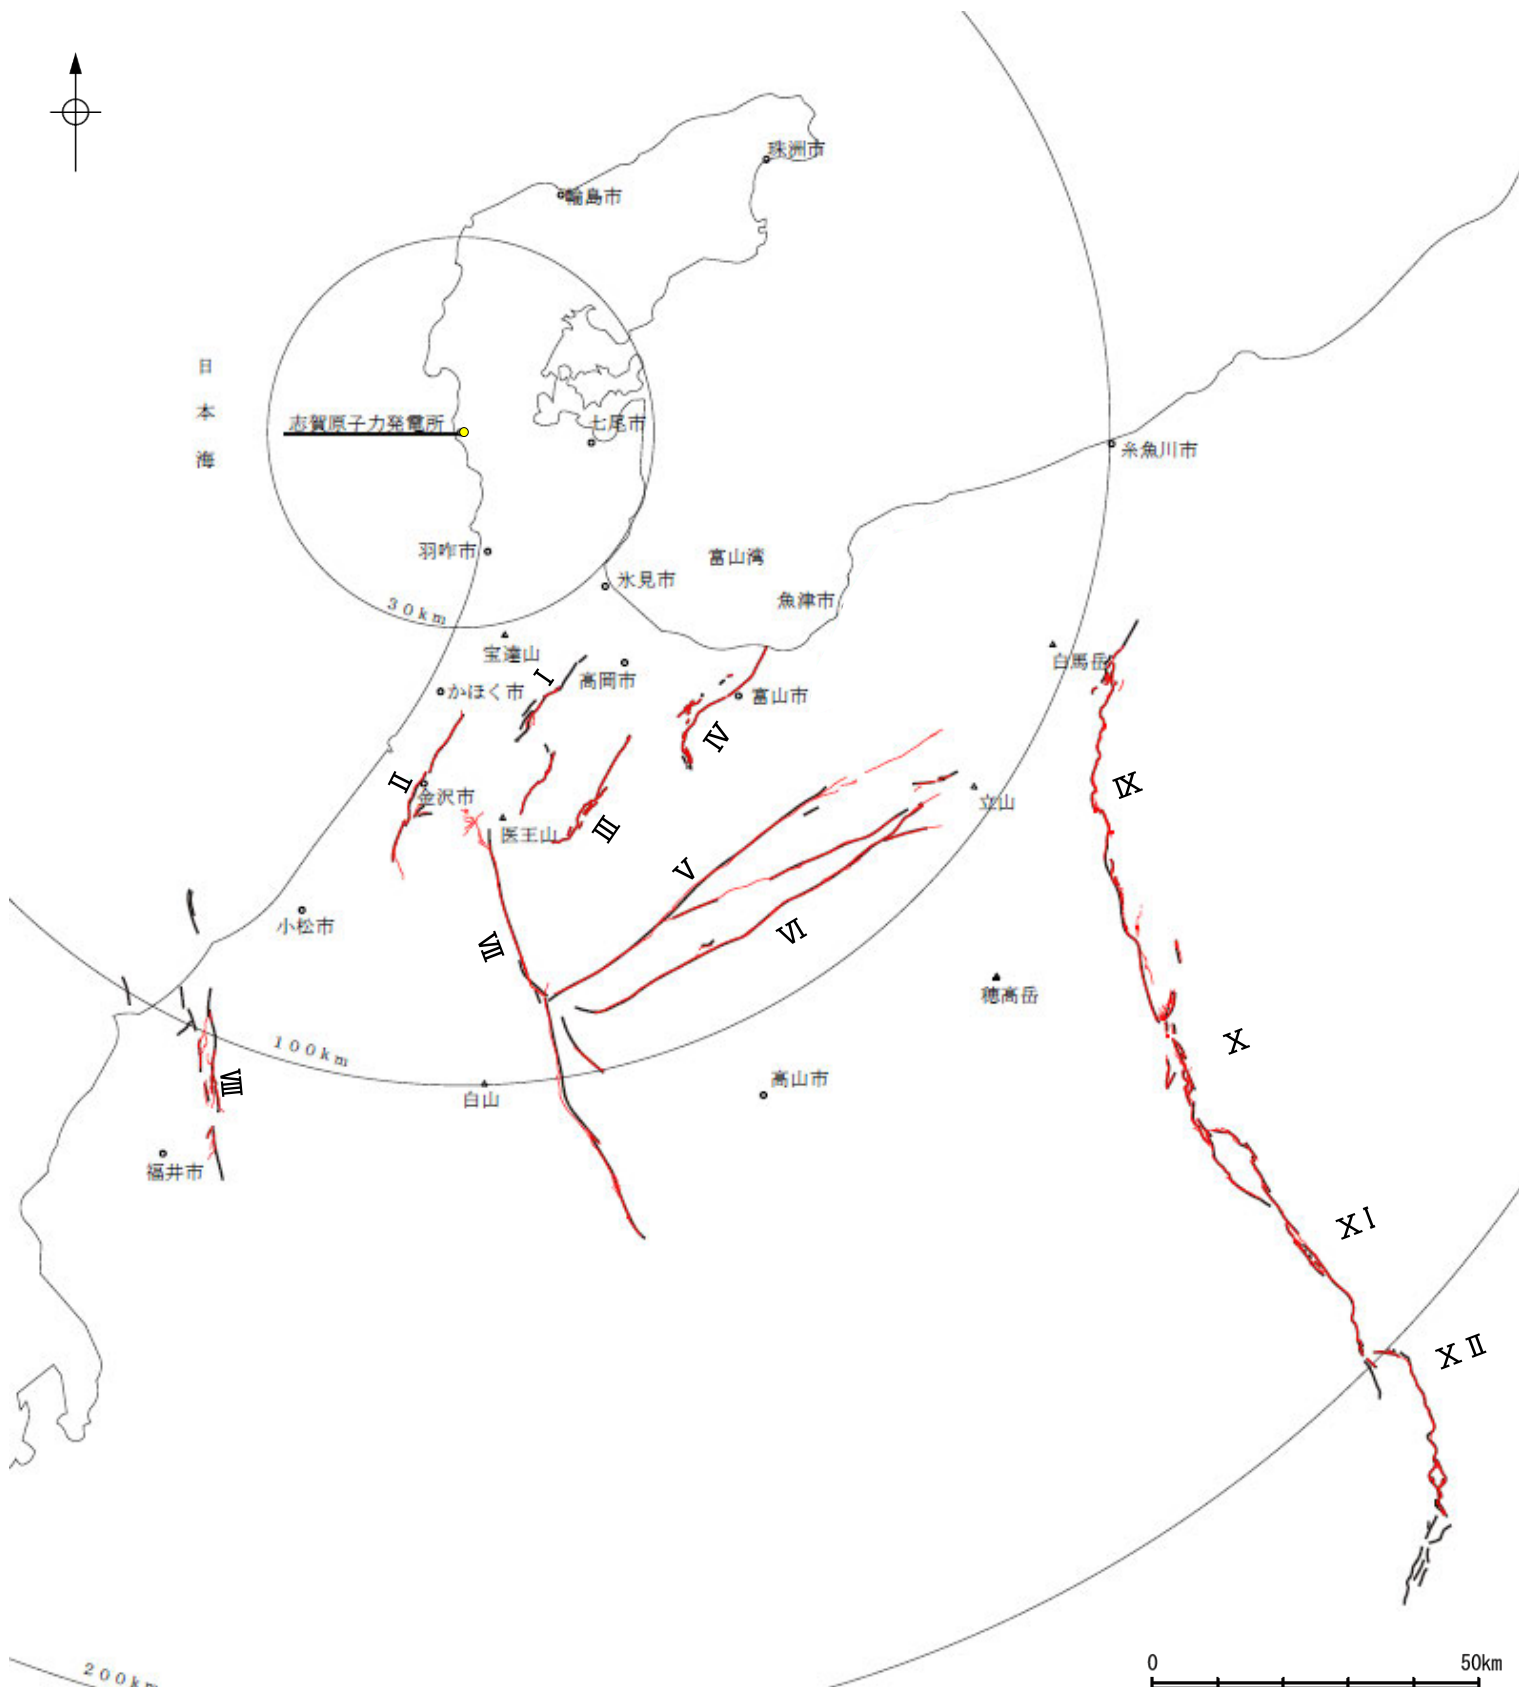 珠洲市
輪島市
日
本
海
志賀原子力発電所
七尾市
糸魚川市
羽咋市
富山湾
氷見市
魚津市
30km
宝達山
白馬岳
高岡市
かほく市
富山市
Ⅰ
Ⅱ
金沢市
医王山
Ⅲ
Ⅳ
立山
Ⅸ
Ⅴ
Ⅵ
小松市
Ⅶ
穂高岳
100km
Ⅹ
Ⅷ
白山
高山市
福井市
ⅩⅠ
ⅩⅡ
200km
0 50km